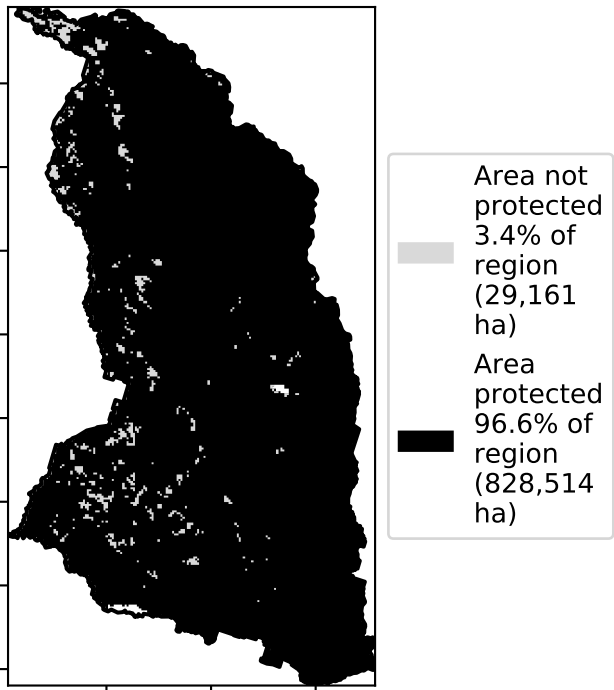 Area not
protected
3.4% of
region
(29,161
ha)
Area
protected
96.6% of
region
(828,514
ha)